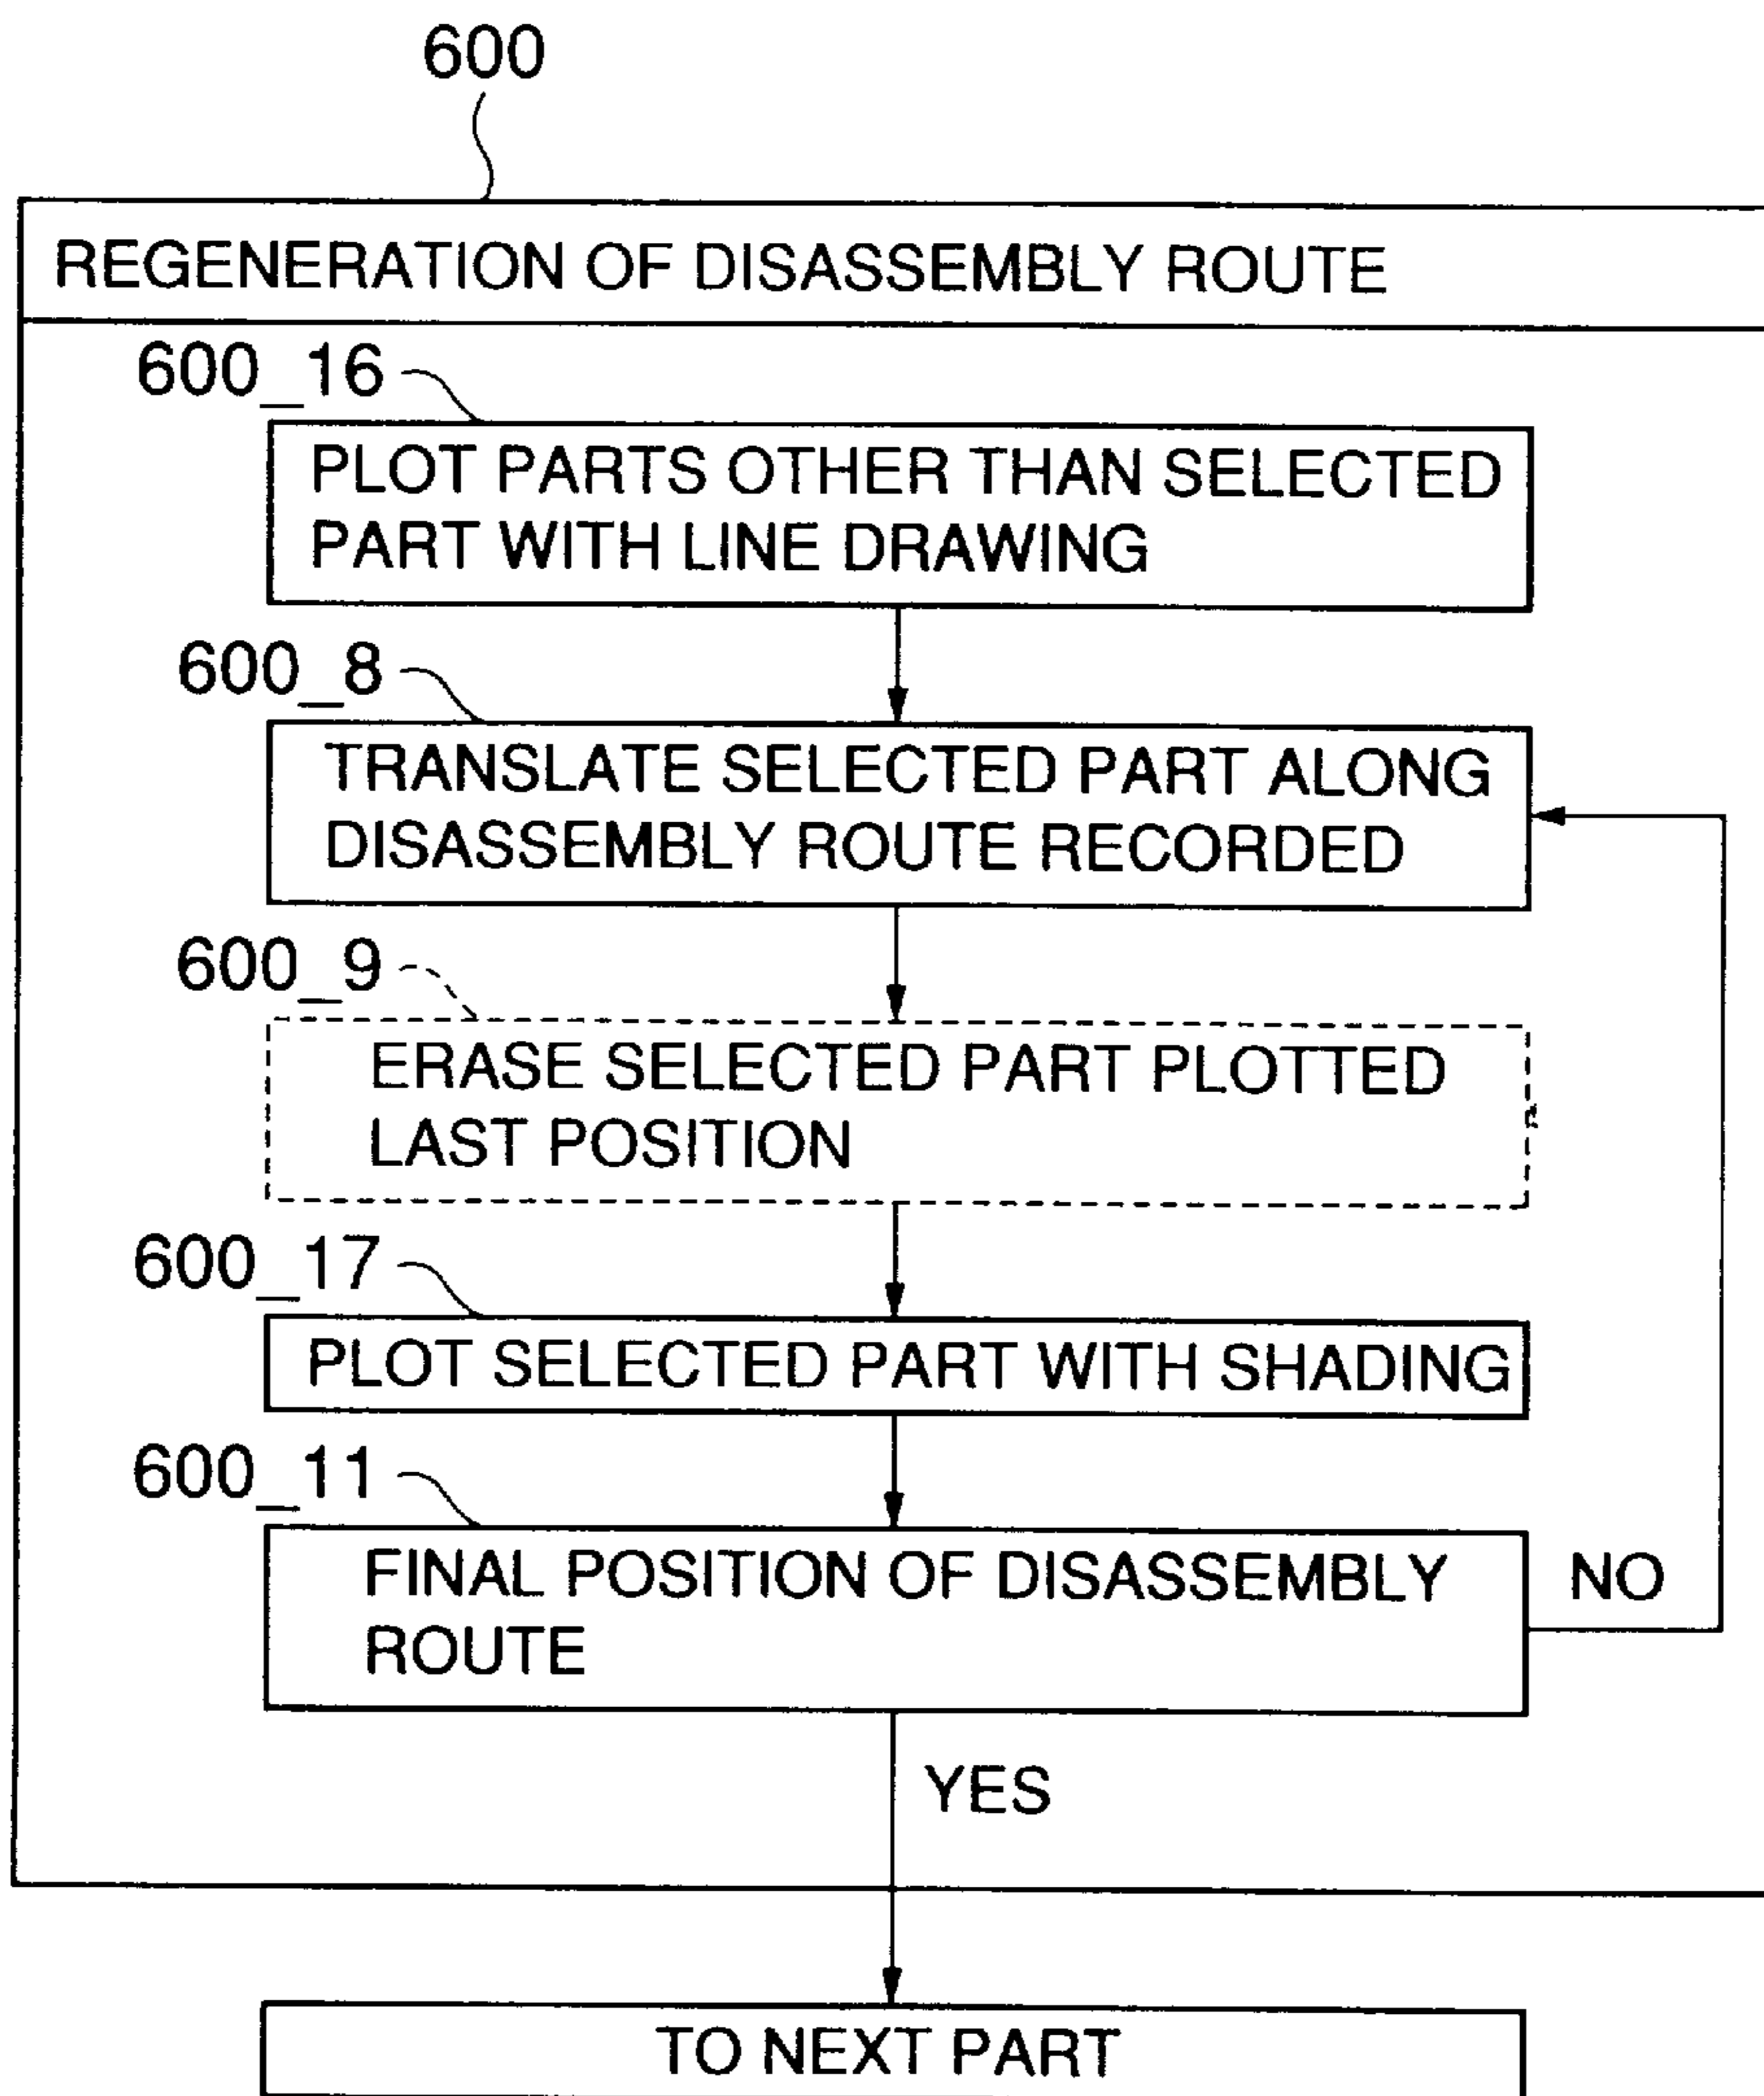 600
REGENERATION OF DISASSEMBLY ROUTE
600_16
PLOT PARTS OTHER THAN SELECTED
PART WITH LINE DRAWING
600_8
TRANSLATE SELECTED PART ALONG
DISASSEMBLY ROUTE RECORDED
600_9
ERASE SELECTED PART PLOTTED
LAST POSITION
600_17
PLOT SELECTED PART WITH SHADING
600_11
FINAL POSITION OF DISASSEMBLY
ROUTE
NO
YES
TO NEXT PART